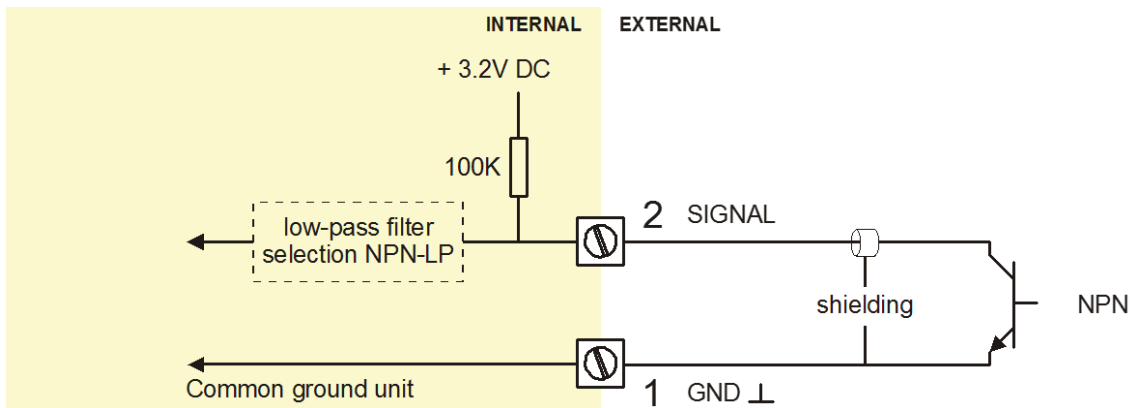 INTERNAL EXTERNAL
+ 3.2V DC
100K
2 SIGNAL
low-pass filter
selection NPN-LP
shielding
NPN
Common ground unit
1 GND ⊥